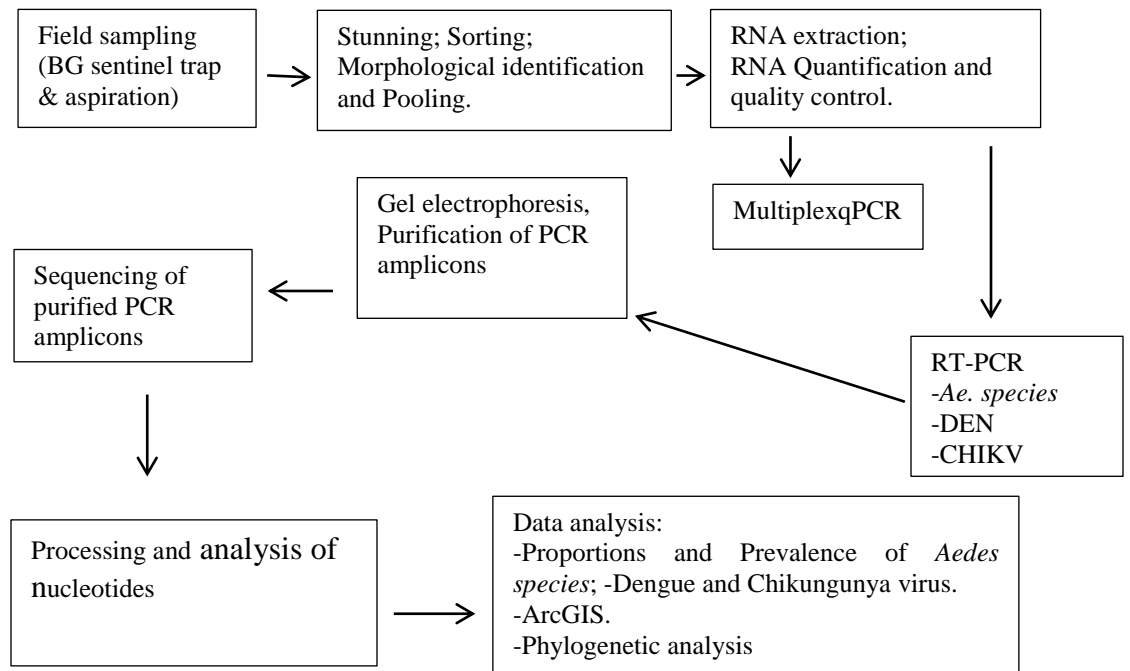 Field sampling
(BG sentinel trap
& aspiration)
Stunning; Sorting;
Morphological identification
and Pooling.
RNA extraction;
RNA Quantification and
quality control.
MultiplexqPCR
RT-PCR
-Ae. species
-DEN
-CHIKV
Gel electrophoresis,
Purification of PCR
amplicons
Sequencing of
purified PCR
amplicons
Processing and analysis of
nucleotides
Data analysis:
-Proportions and Prevalence of Aedes
species; -Dengue and Chikungunya virus.
-ArcGIS.
-Phylogenetic analysis